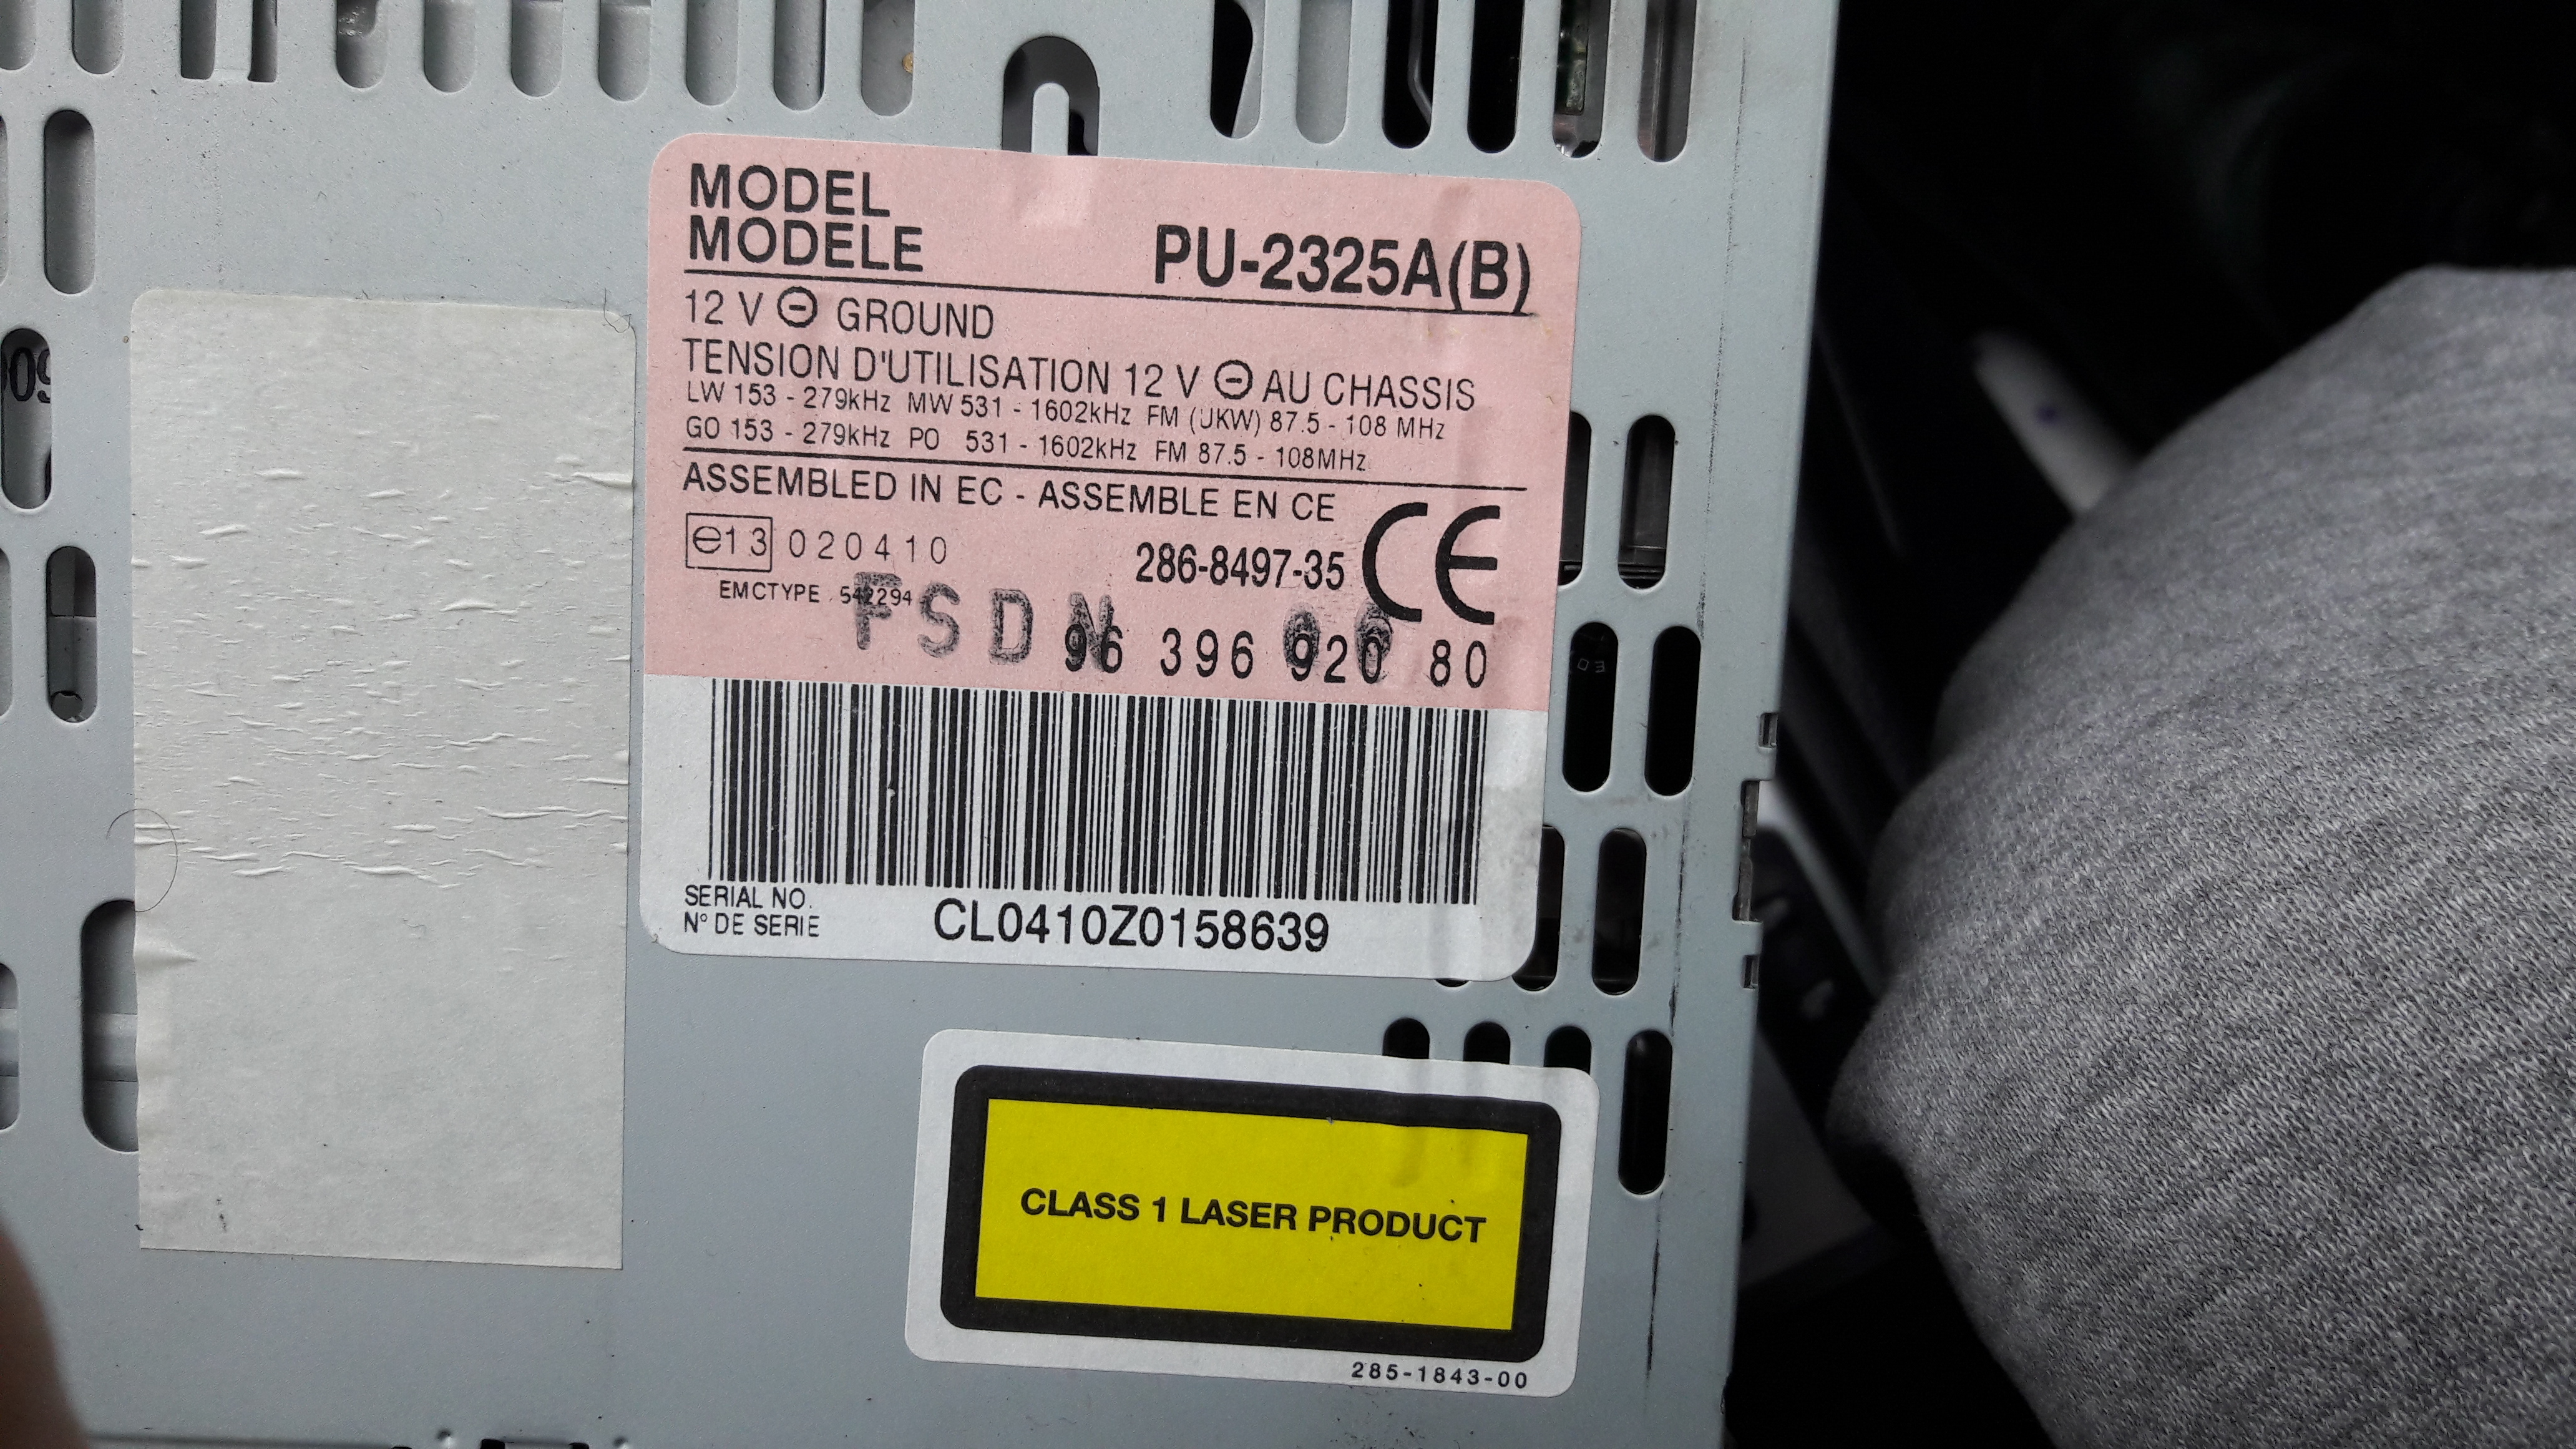 MODEL
MODELE
PU-2325A(B)
12 V ⊖ GROUND
TENSION D'UTILISATION 12 V ⊖ AU CHASSIS
LW 153 - 279kHz MW 531 - 1602kHz FM (UKW) 87.5 - 108 MHz
GO 153 - 279kHz PO 531 - 1602kHz FM 87.5 - 108MHz
ASSEMBLED IN EC - ASSEMBLE EN CE
e13 020410
286-8497-35
CE
EMCTYPE
FSDN
96 396 920 80
SERIAL NO.
N° DE SERIE
CL0410Z0158639
CLASS 1 LASER PRODUCT
285-1843-00